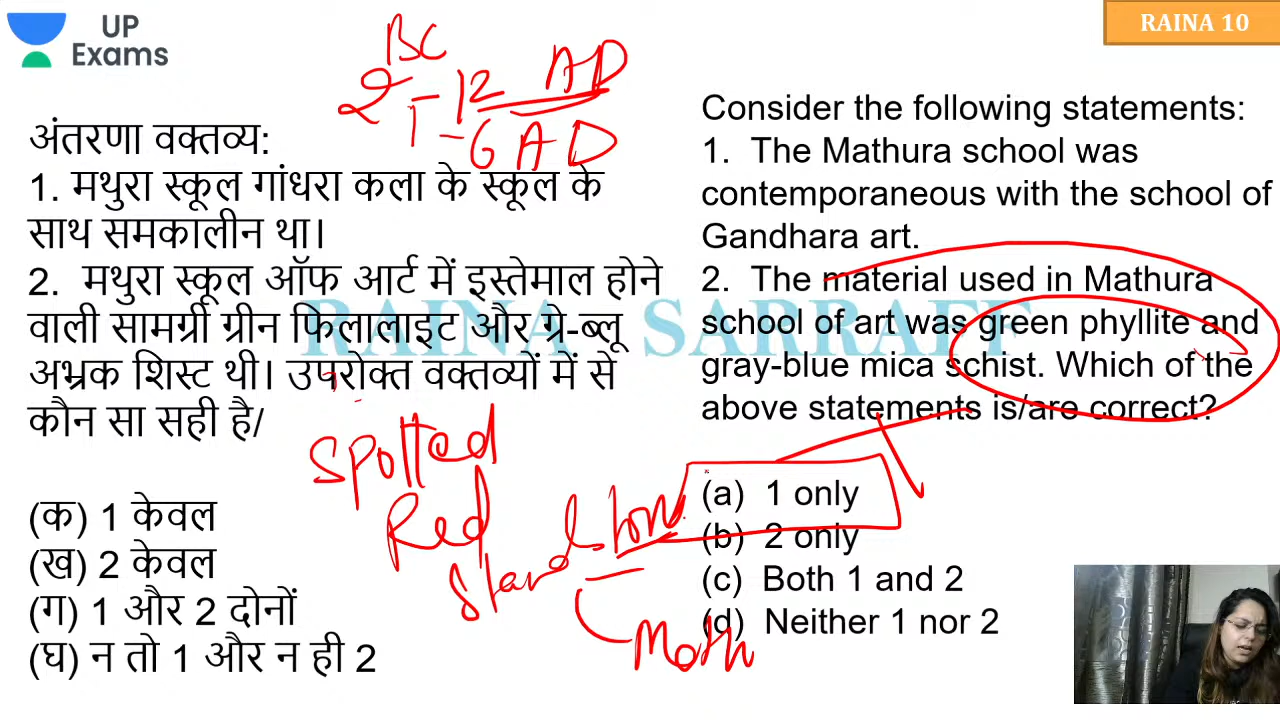 UP
Exams
RAINA 10
BC
2 - 12 AD
1 - 6 AD
अंतरणा वक्तव्य:
1. मथुरा स्कूल गांधरा कला के स्कूल के
साथ समकालीन था।
2. मथुरा स्कूल ऑफ आर्ट में इस्तेमाल होने
वाली सामग्री ग्रीन फिलालाइट और ग्रे-ब्लू
अभ्रक शिस्ट थी। उपरोक्त वक्तव्यों में से
कौन सा सही है/
(क) 1 केवल
(ख) 2 केवल
(ग) 1 और 2 दोनों
(घ) न तो 1 और न ही 2
RAINA SARRAFF
Spotted
Red
Math
Consider the following statements:
1. The Mathura school was
contemporaneous with the school of
Gandhara art.
2. The material used in Mathura
school of art was green phyllite and
gray-blue mica schist. Which of the
above statements is/are correct?
(a) 1 only
(b) 2 only
(c) Both 1 and 2
(d) Neither 1 nor 2